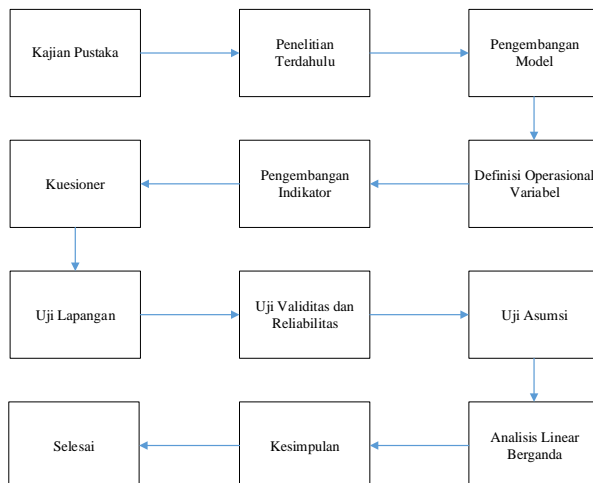 Kajian Pustaka
Penelitian
Terdahulu
Pengembangan
Model
Definisi Operasional
Variabel
Pengembangan
Indikator
Kuesioner
Uji Lapangan
Uji Validitas dan
Reliabilitas
Uji Asumsi
Analisis Linear
Berganda
Kesimpulan
Selesai